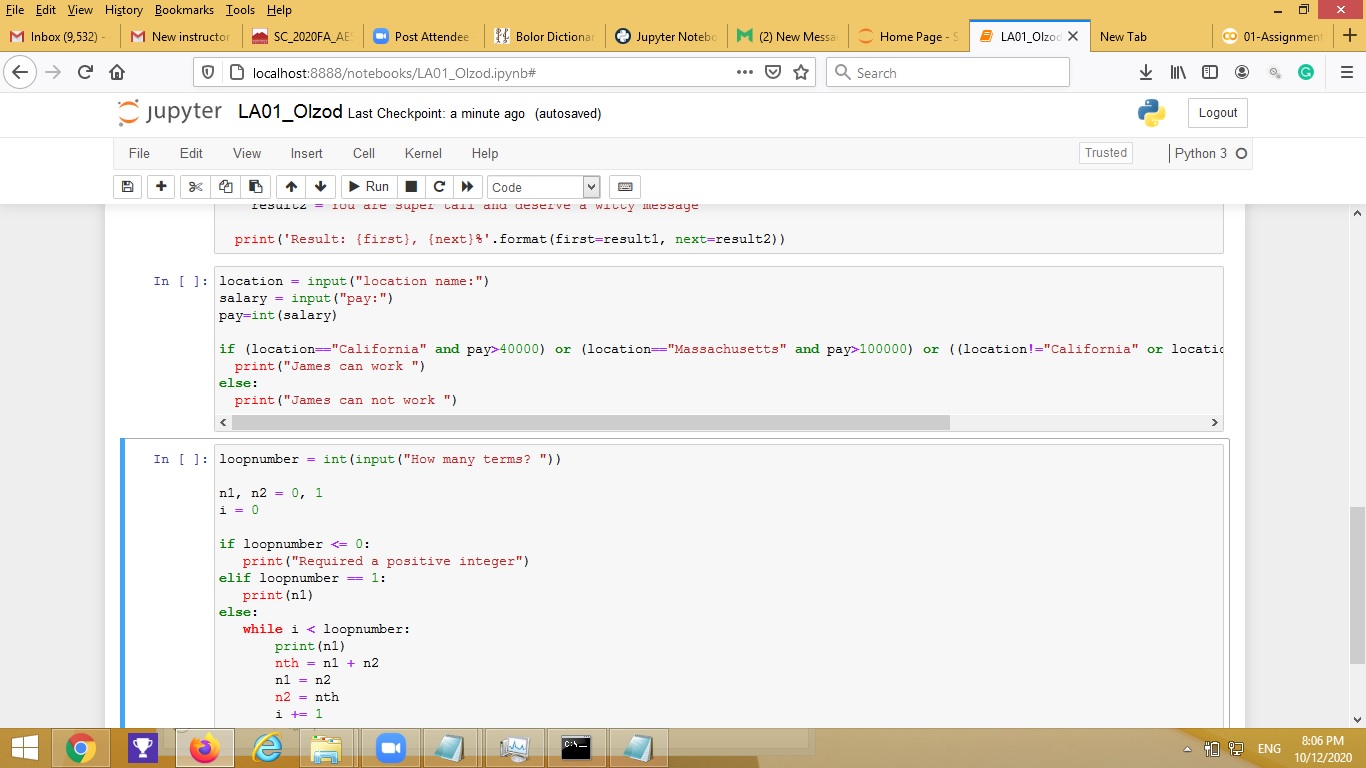 File Edit View History Bookmarks Tools Help
Inbox (9,532) - New instructor SC_2020FA_AE Post Attendee Bolor Dictionar Jupyter Notebo (2) New Messa Home Page - S LA01_Olzod New Tab 01-Assignment
localhost:8888/notebooks/LA01_Olzod.ipynb# Search
jupyter LA01_Olzod Last Checkpoint: a minute ago (autosaved) Logout
File Edit View Insert Cell Kernel Help Trusted Python 3
Run Code
result2 = You are super tall and deserve a witty message
print('Result: {first}, {next}%'.format(first=result1, next=result2))
In [ ]: location = input("location name:")
salary = input("pay:")
pay=int(salary)
if (location=="California" and pay>40000) or (location=="Massachusetts" and pay>100000) or ((location!="California" or locatio
print("James can work ")
else:
print("James can not work ")
In [ ]: loopnumber = int(input("How many terms? "))
n1, n2 = 0, 1
i = 0
if loopnumber <= 0:
print("Required a positive integer")
elif loopnumber == 1:
print(n1)
else:
while i < loopnumber:
print(n1)
nth = n1 + n2
n1 = n2
n2 = nth
i += 1
ENG 8:06 PM
10/12/2020